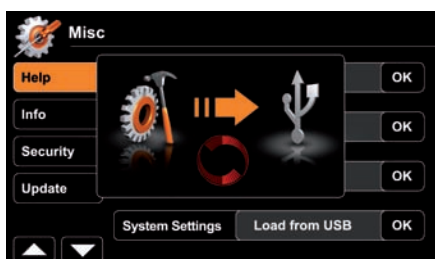 Misc
Help
OK
Info
OK
Security
OK
Update
System Settings Load from USB OK